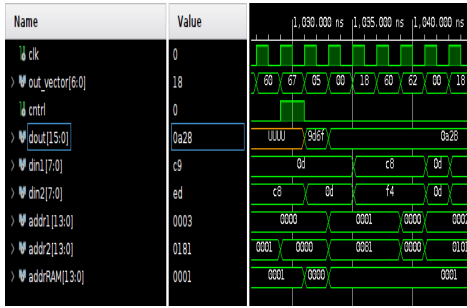 Name Value 1,030.000 ns 1,035.000 ns 1,040.000 ns
clk 0
out_vector[6:0] 18 60 67 05 00 18 60 62 00 18
cntrl 0
dout[15:0] 0a28 UUUU 9d6f 0a28
din1[7:0] c9 0d c8 0d
din2[7:0] ed c8 0d f4 0d
addr1[13:0] 0003 0000 0001 0000
addr2[13:0] 0181 0001 0000 0081 0000
addrRAM[13:0] 0001 0001 0000 0001